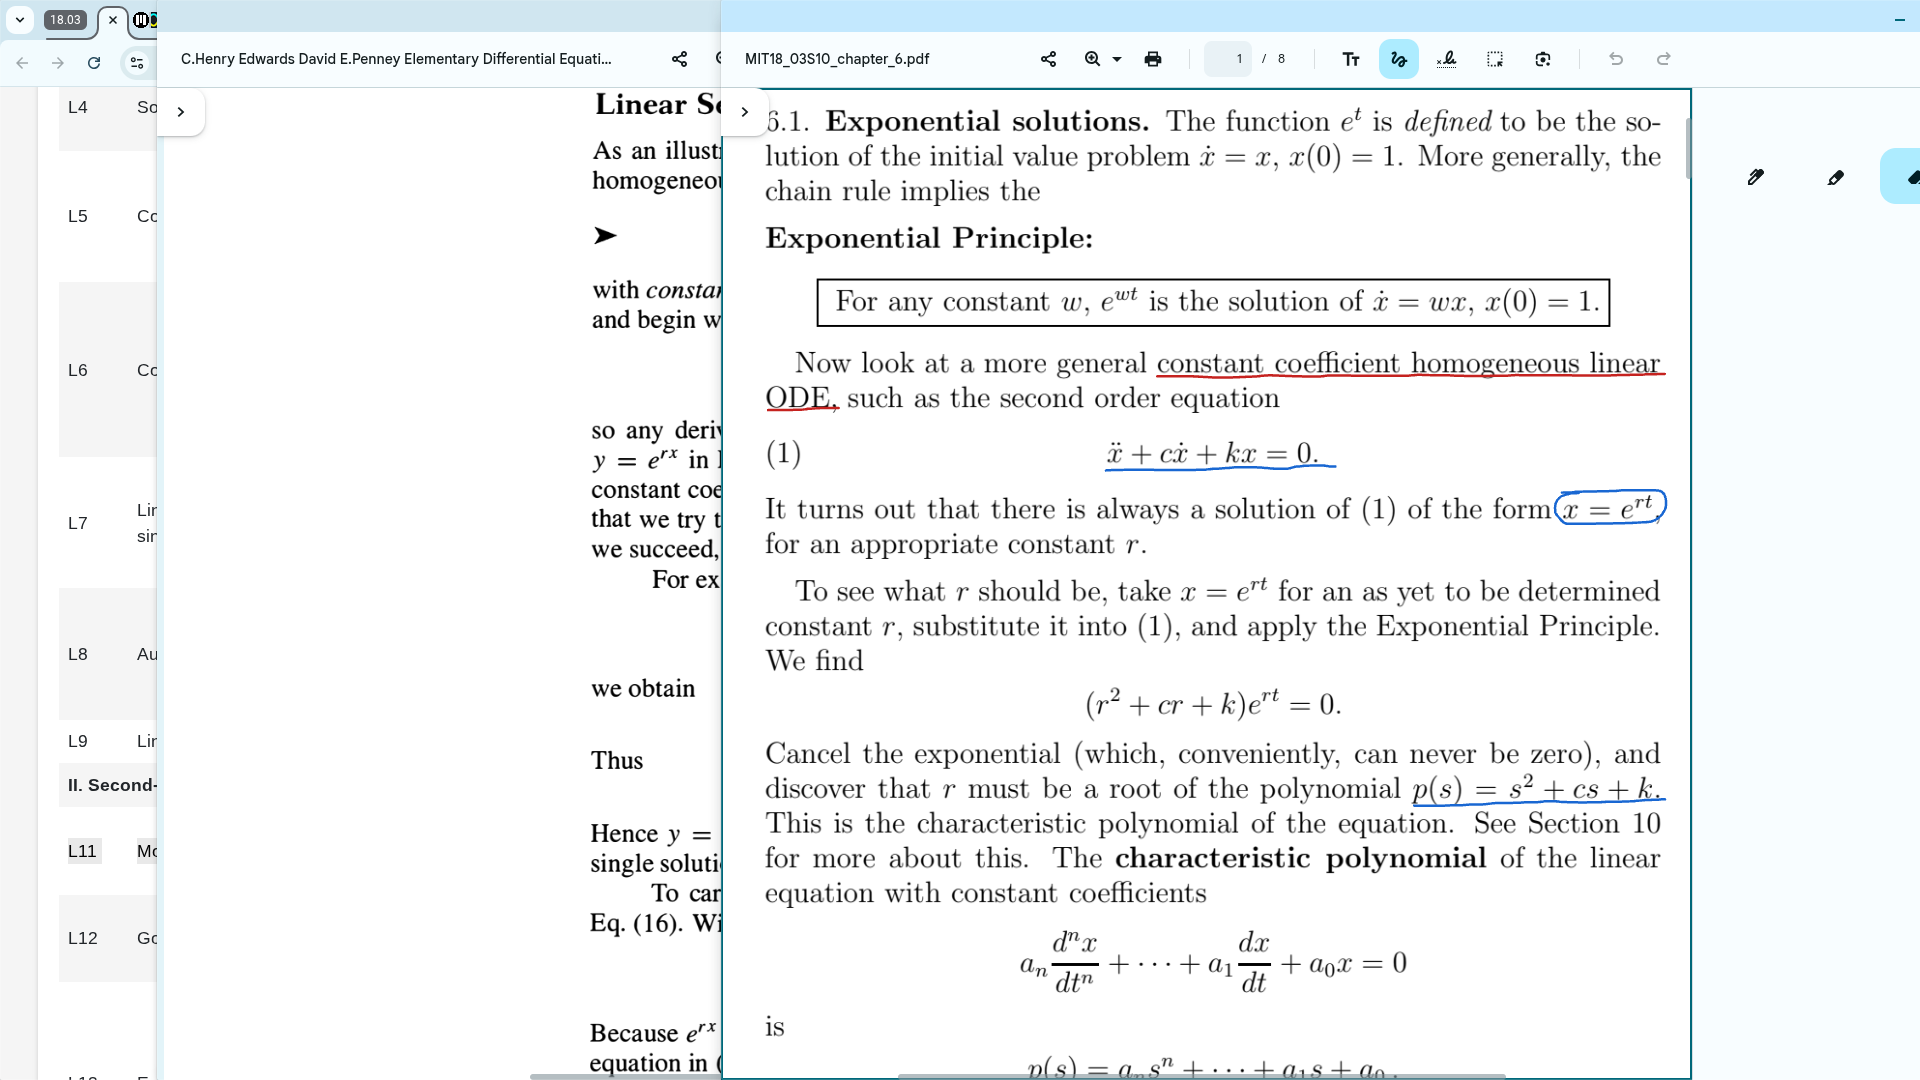 18.03
C.Henry Edwards David E.Penney Elementary Differential Equati...
MIT18_03S10_chapter_6.pdf
1 / 8
L4 So
L5 Co
L6 Co
L7 Lir
sir
L8 Au
L9 Lir
II. Second-
L11 Mo
L12 Go
Linear Se
As an illust
homogeneou
➤
with constan
and begin w
so any deriv
y = e^{rx} in
constant coe
that we try t
we succeed,
For ex
we obtain
Thus
Hence y =
single soluti
To car
Eq. (16). Wi
Because e^{rx}
equation in (
6.1. Exponential solutions. The function e^t is defined to be the so-
lution of the initial value problem ẋ = x, x(0) = 1. More generally, the
chain rule implies the
Exponential Principle:
For any constant w, e^{wt} is the solution of ẋ = wx, x(0) = 1.
Now look at a more general constant coefficient homogeneous linear
ODE, such as the second order equation
(1) ẍ + cẋ + kx = 0.
It turns out that there is always a solution of (1) of the form x = e^{rt},
for an appropriate constant r.
To see what r should be, take x = e^{rt} for an as yet to be determined
constant r, substitute it into (1), and apply the Exponential Principle.
We find
(r^2 + cr + k)e^{rt} = 0.
Cancel the exponential (which, conveniently, can never be zero), and
discover that r must be a root of the polynomial p(s) = s^2 + cs + k.
This is the characteristic polynomial of the equation. See Section 10
for more about this. The characteristic polynomial of the linear
equation with constant coefficients
a_n \frac{d^n x}{dt^n} + · · · + a_1 \frac{dx}{dt} + a_0 x = 0
is
p(s) = a_n s^n + · · · + a_1 s + a_0.